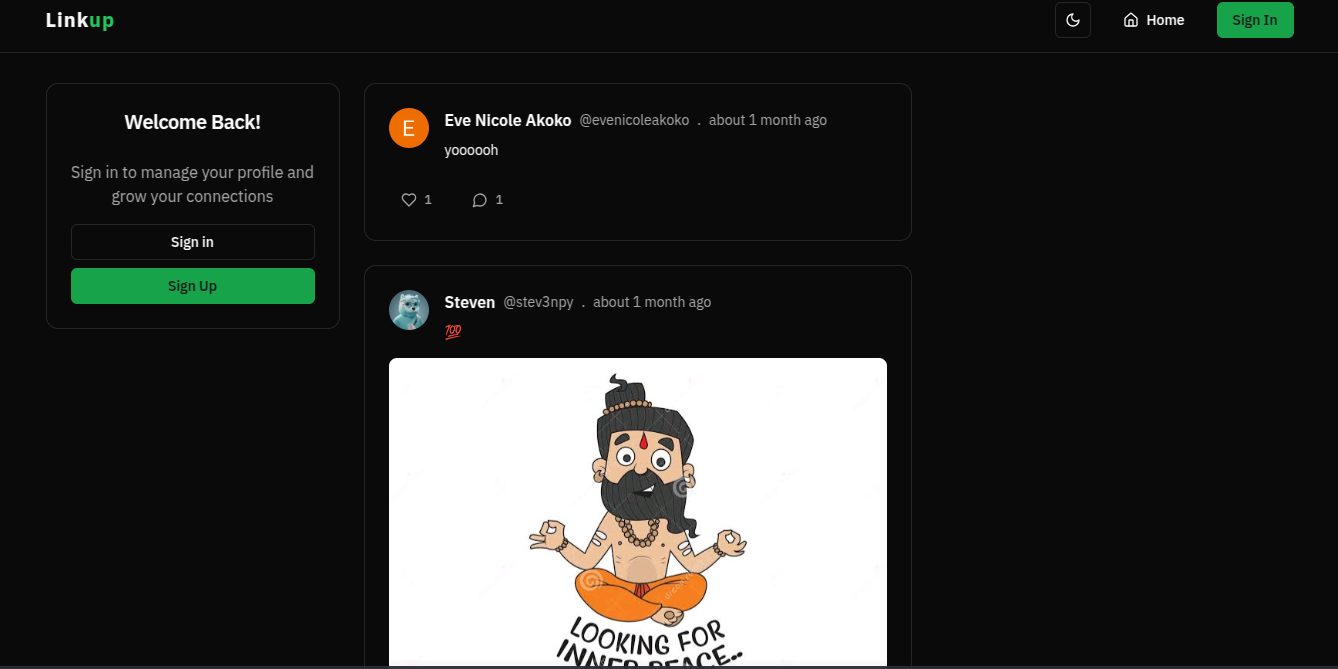 Linkup
Home
Sign In
Welcome Back!
Sign in to manage your profile and
grow your connections
Sign in
Sign Up
E
Eve Nicole Akoko @evenicoleakoko . about 1 month ago
yoooooh
1 1
Steven @stev3npy . about 1 month ago
💯
LOOKING FOR
INNER PEACE..